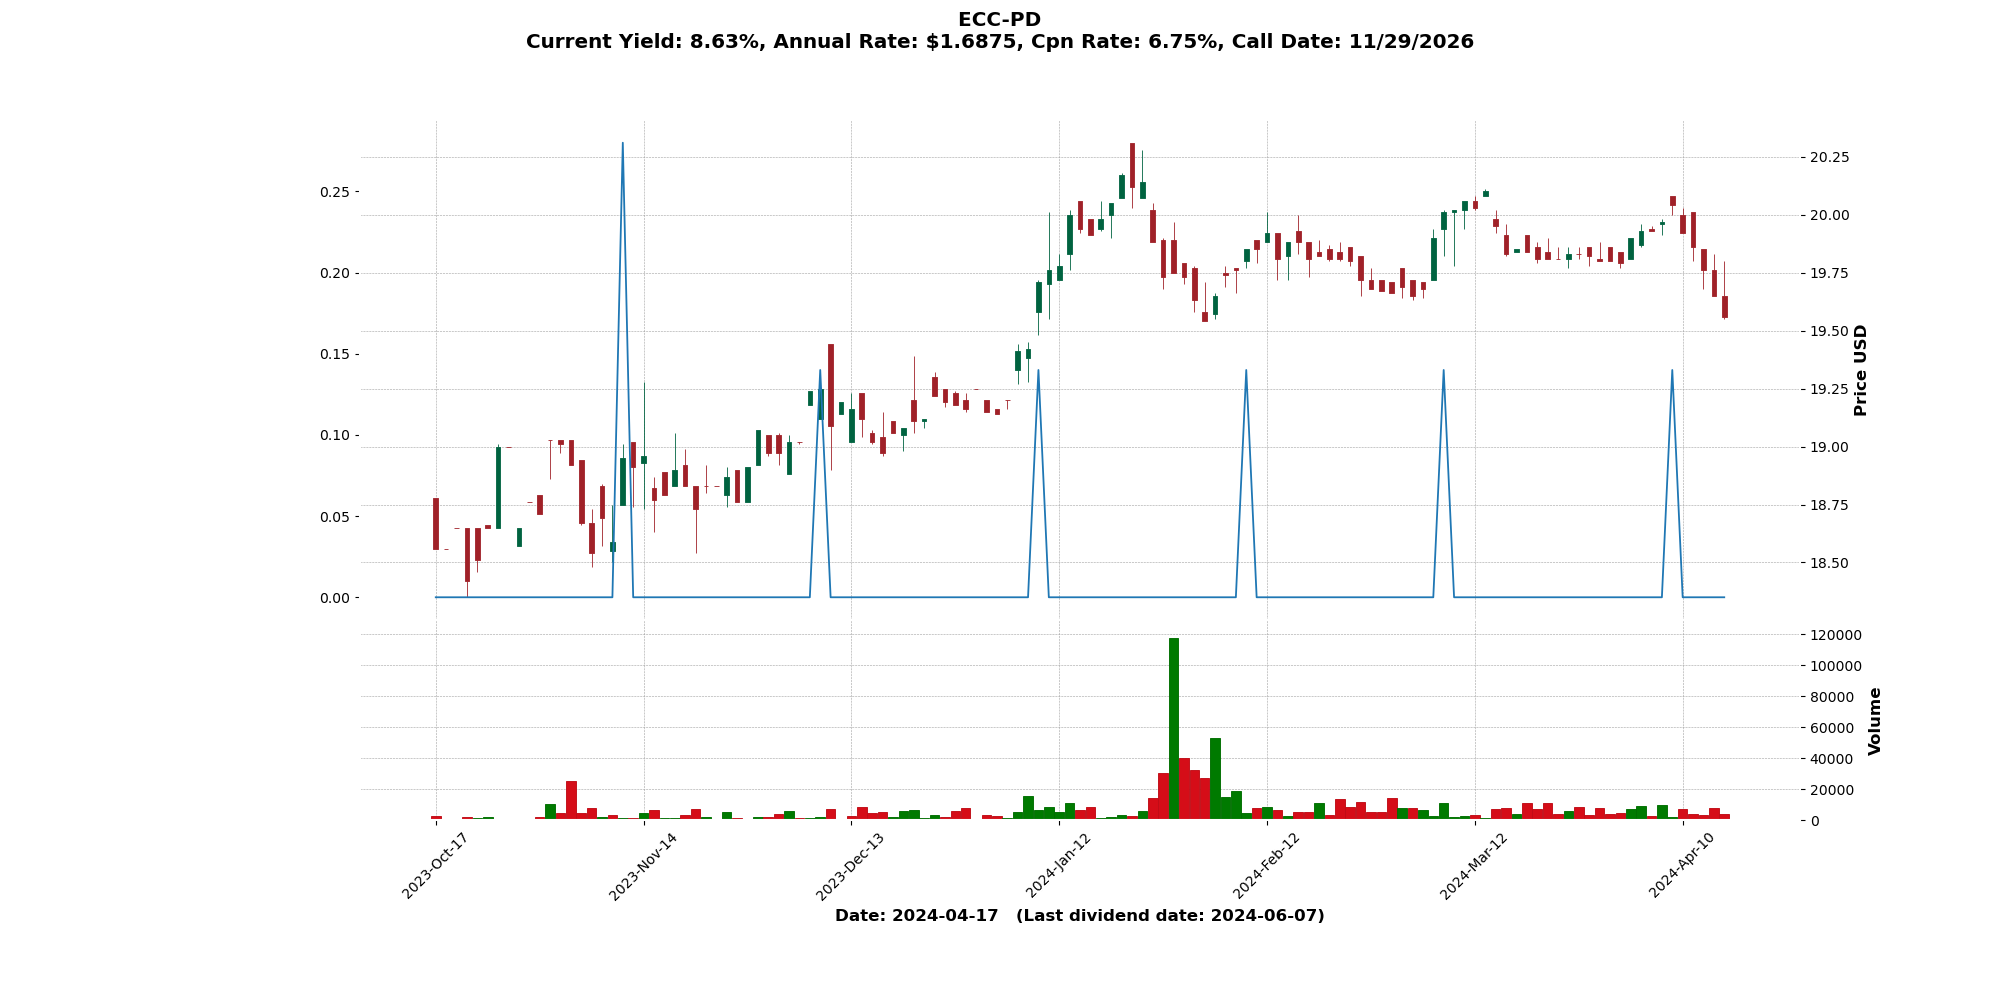 ECC-PD
Current Yield: 8.63%, Annual Rate: $1.6875, Cpn Rate: 6.75%, Call Date: 11/29/2026
0.25
0.20
0.15
0.10
0.05
0.00
20.25
20.00
19.75
19.50
19.25
19.00
18.75
18.50
Price USD
120000
100000
80000
60000
40000
20000
0
Volume
2023-Oct-17
2023-Nov-14
2023-Dec-13
2024-Jan-12
2024-Feb-12
2024-Mar-12
2024-Apr-10
Date: 2024-04-17   (Last dividend date: 2024-06-07)